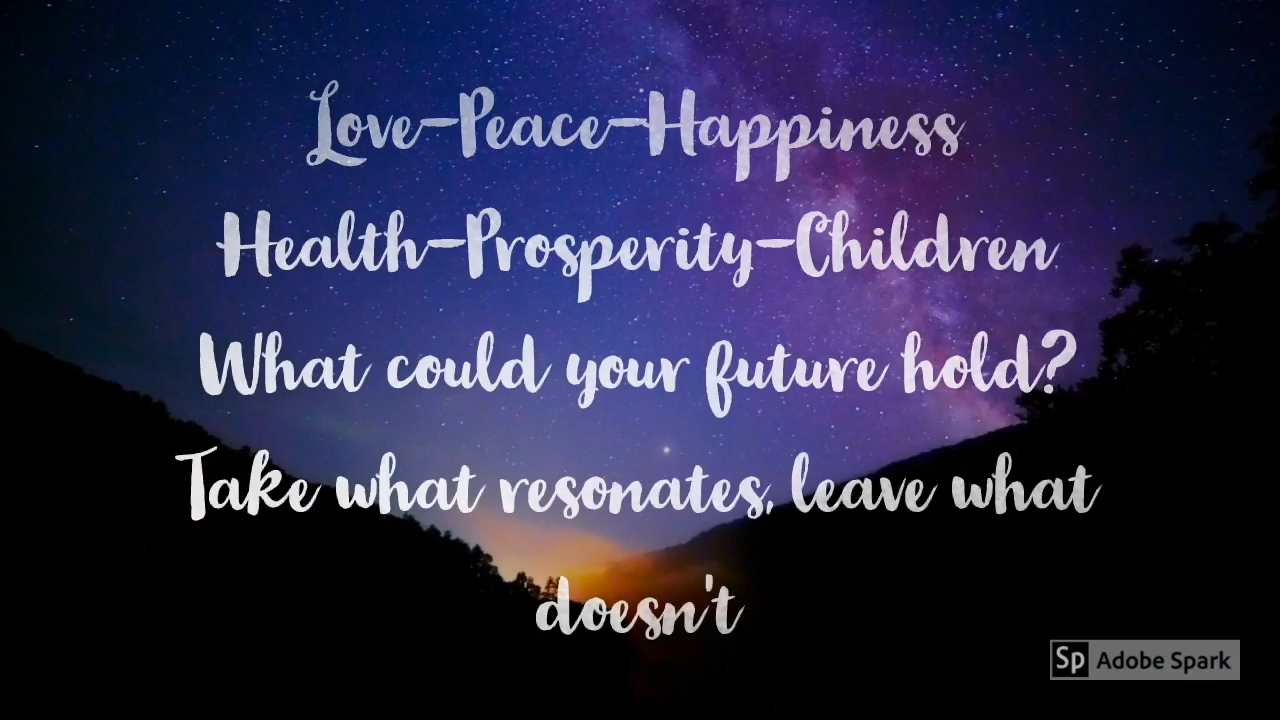 Love-Peace-Happiness
Health-Prosperity-Children
What could your future hold?
Take what resonates, leave what
doesn't
Sp Adobe Spark